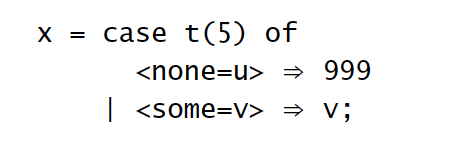 x = case t(5) of
<none=u> ⇒ 999
| <some=v> ⇒ v;